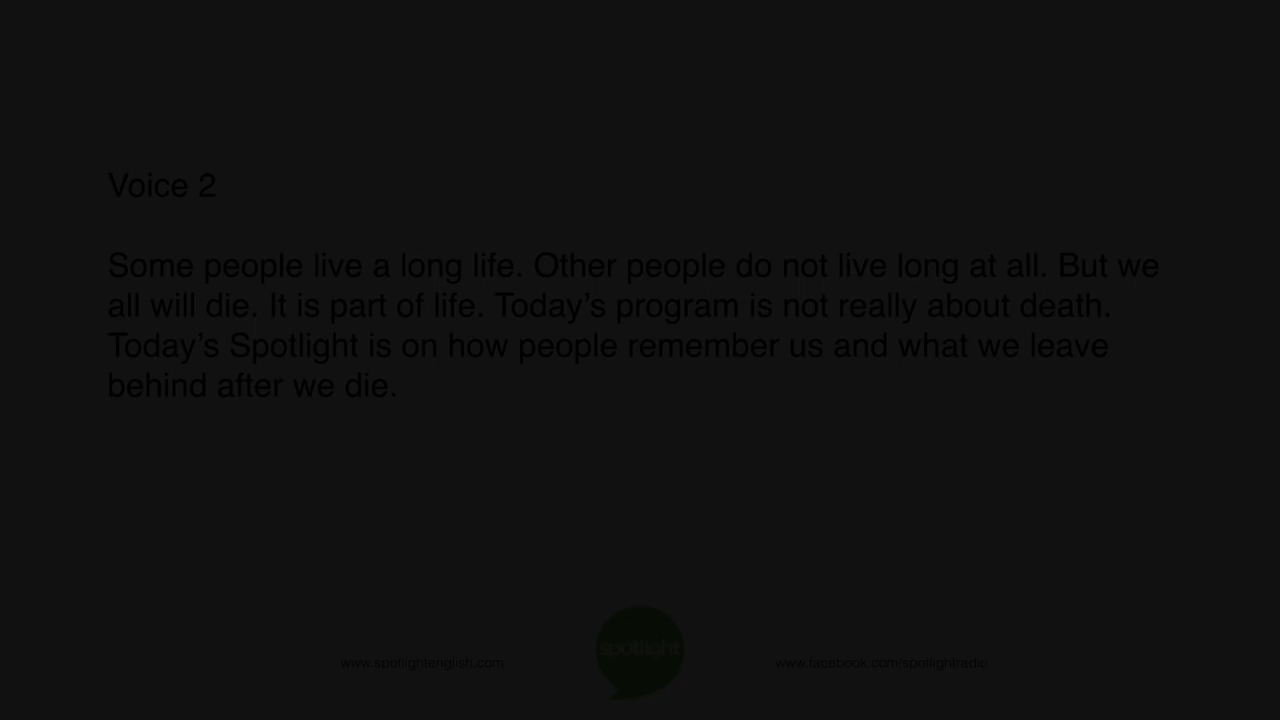 Voice 2
Some people live a long life. Other people do not live long at all. But we
all will die. It is part of life. Today’s program is not really about death.
Today’s Spotlight is on how people remember us and what we leave
behind after we die.
spotlight
www.spotlightenglish.com
www.facebook.com/spotlightradio